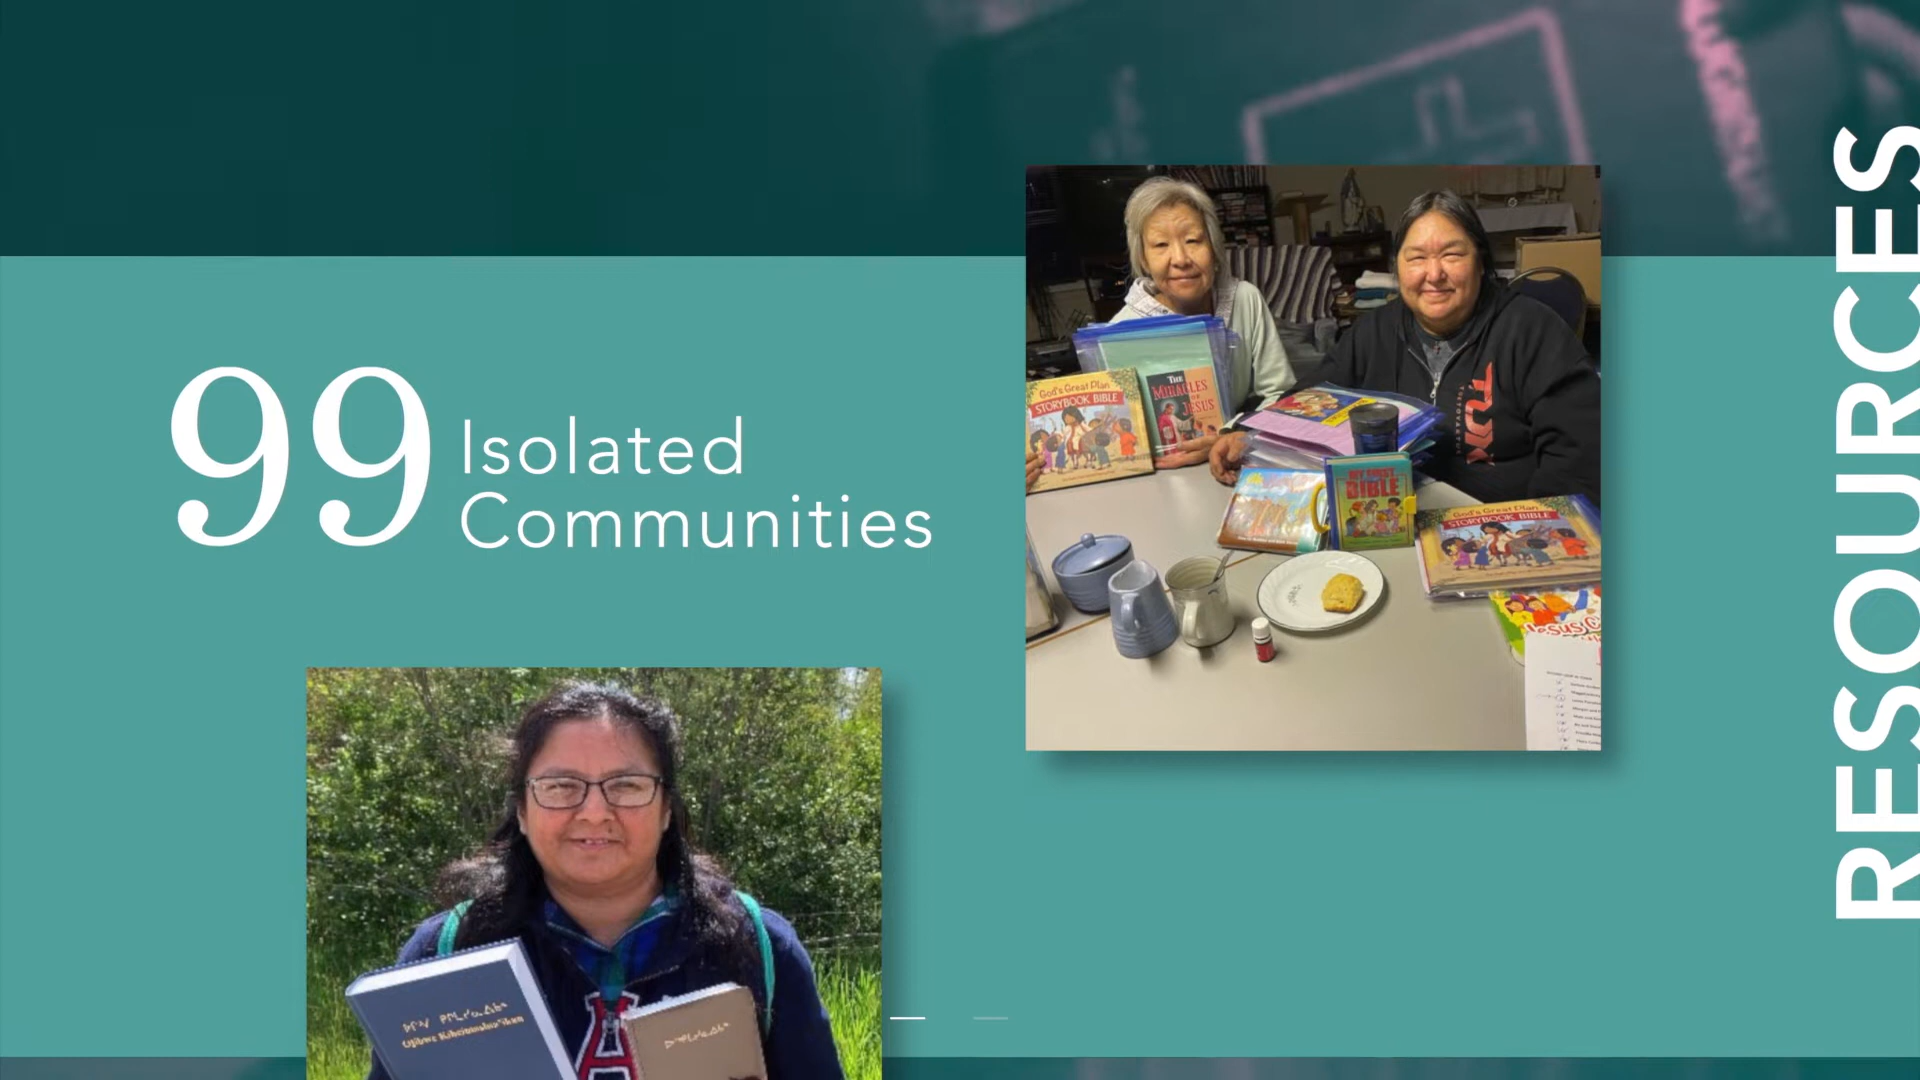 99 Isolated
Communities
RESOURCES
God's Great Plan
STORYBOOK BIBLE
THE
MIRACLES
OF
JESUS
MY FIRST
BIBLE
God's Great Plan
STORYBOOK BIBLE
Jesus C
A